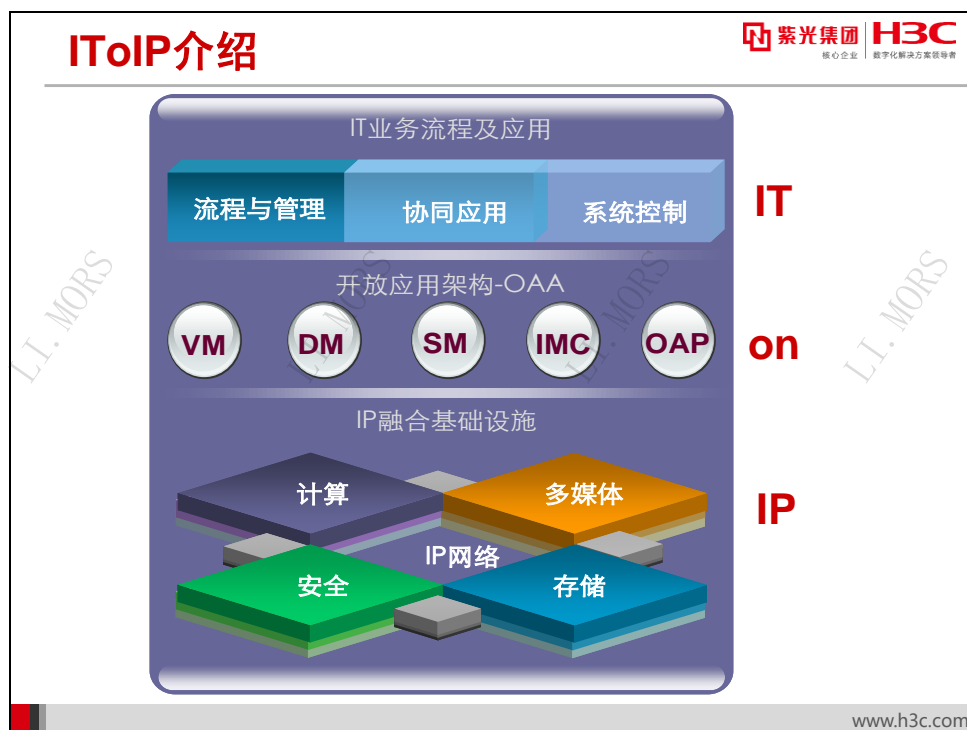 IToIP介绍
紫光集团 H3C
核心企业 数字化解决方案领导者
IT业务流程及应用
流程与管理 协同应用 系统控制
IT
开放应用架构-OAA
VM DM SM IMC OAP
on
IP融合基础设施
计算 多媒体
IP
IP网络
安全 存储
LI. MORS
LI. MORS
LI. MORS
LI. MORS
www.h3c.com